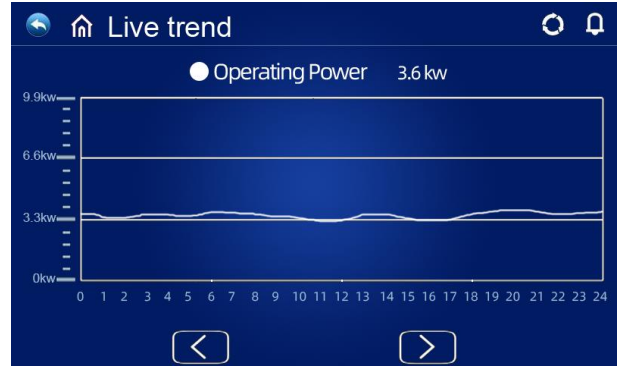 Live trend
Operating Power 3.6 kw
9.9kw
6.6kw
3.3kw
0kw
0 1 2 3 4 5 6 7 8 9 10 11 12 13 14 15 16 17 18 19 20 21 22 23 24